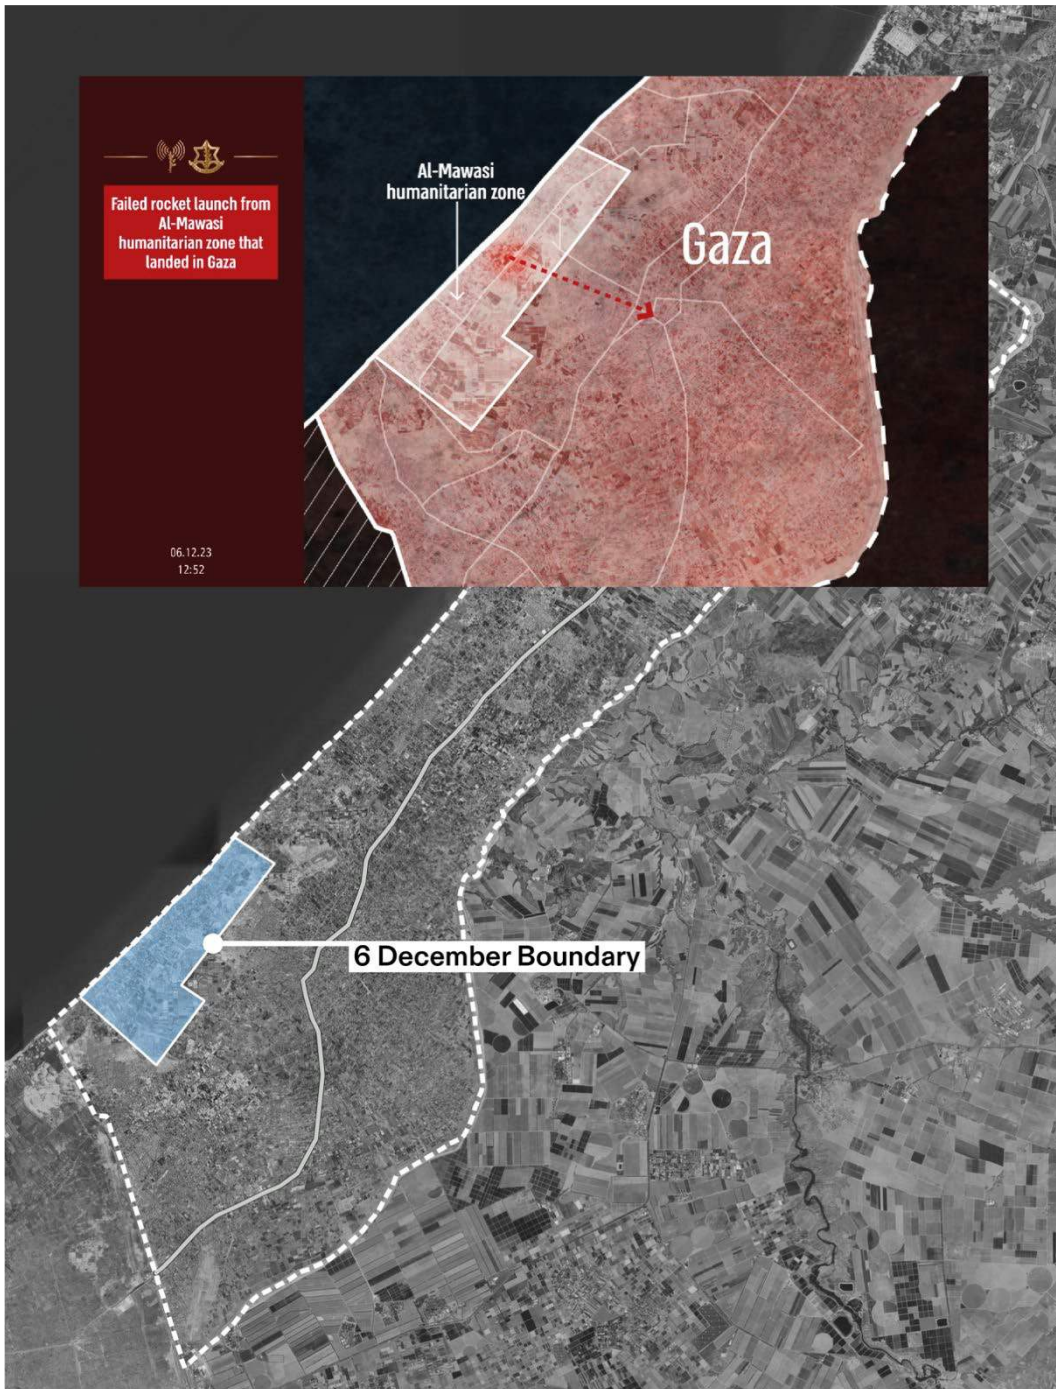 Failed rocket launch from
Al-Mawasi
humanitarian zone that
landed in Gaza
06.12.23
12:52
Al-Mawasi
humanitarian zone
Gaza
6 December Boundary